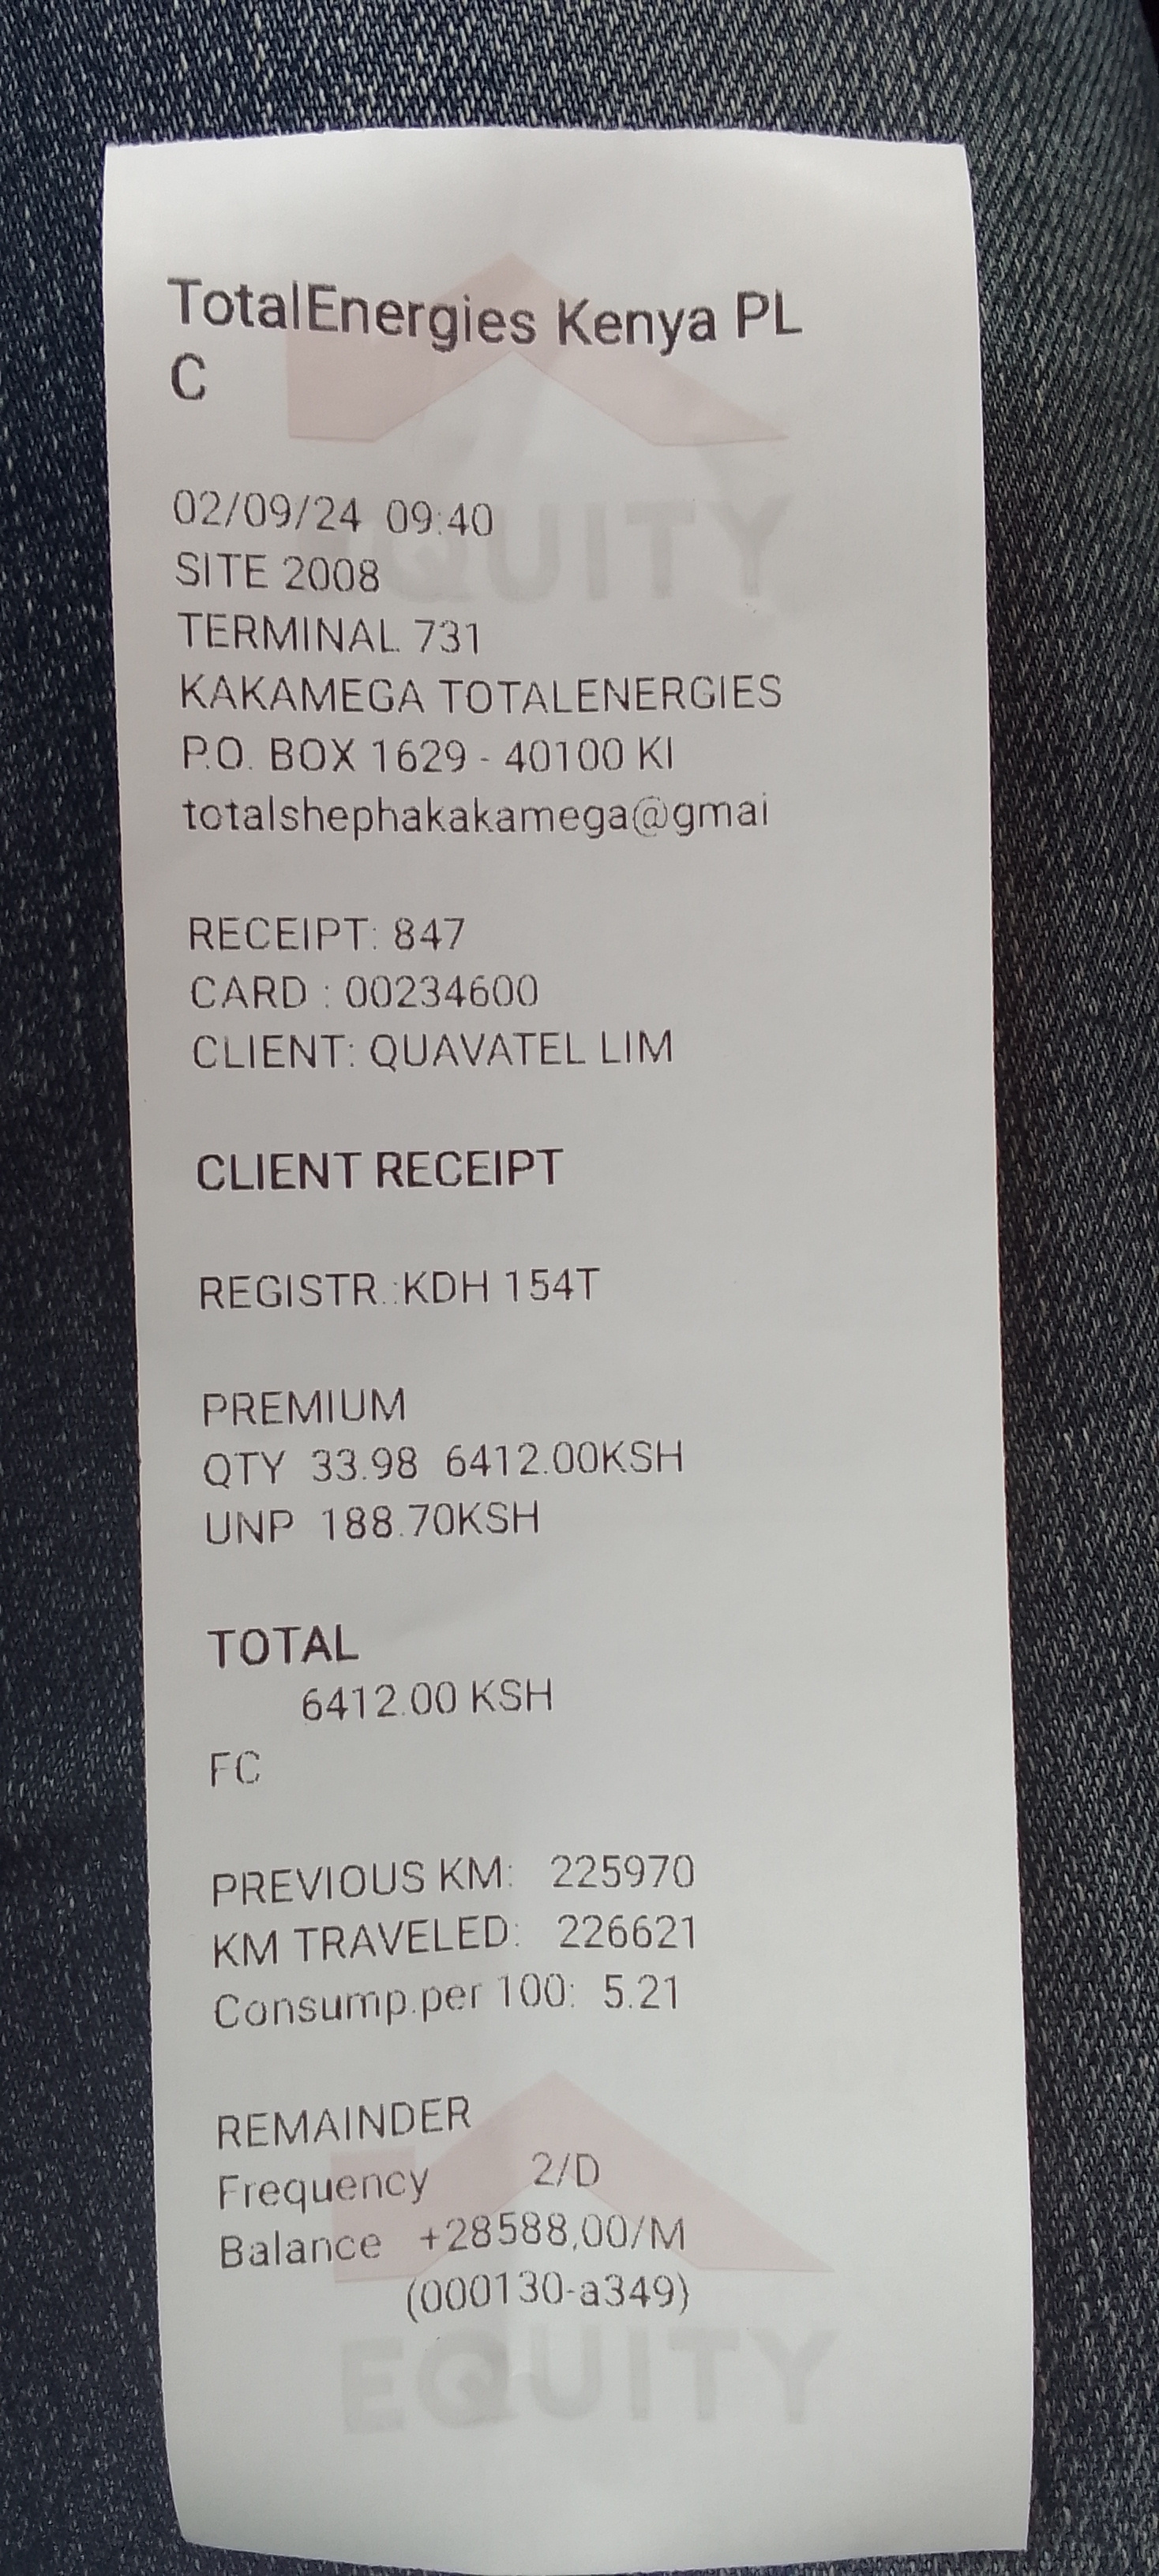 TotalEnergies Kenya PL
C
EQUITY
02/09/24 09:40
SITE 2008
TERMINAL 731
KAKAMEGA TOTALENERGIES
P.O. BOX 1629 - 40100 KI
totalshephakakamega@gmai
RECEIPT: 847
CARD : 00234600
CLIENT: QUAVATEL LIM
CLIENT RECEIPT
REGISTR.:KDH 154T
PREMIUM
QTY 33.98 6412.00KSH
UNP 188.70KSH
TOTAL
6412.00 KSH
FC
PREVIOUS KM: 225970
KM TRAVELED: 226621
Consump.per 100: 5.21
REMAINDER
Frequency 2/D
Balance +28588,00/M
(000130-a349)
EQUITY